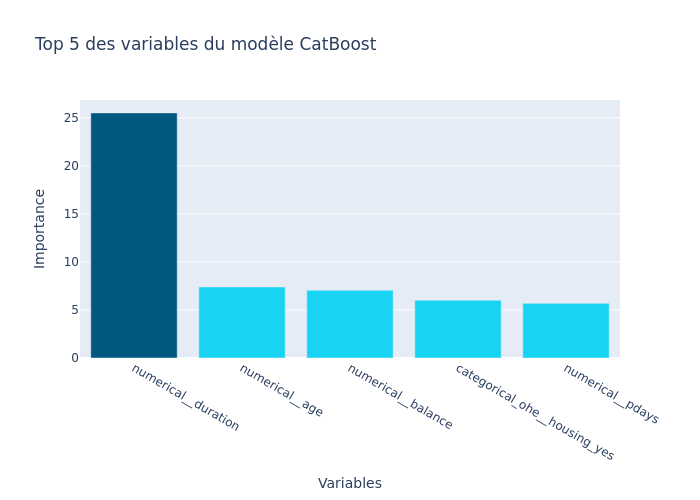 Top 5 des variables du modèle CatBoost
Importance
25
20
15
10
5
0
numerical__duration
numerical__age
numerical__balance
categorical_ohe__housing_yes
numerical__pdays
Variables